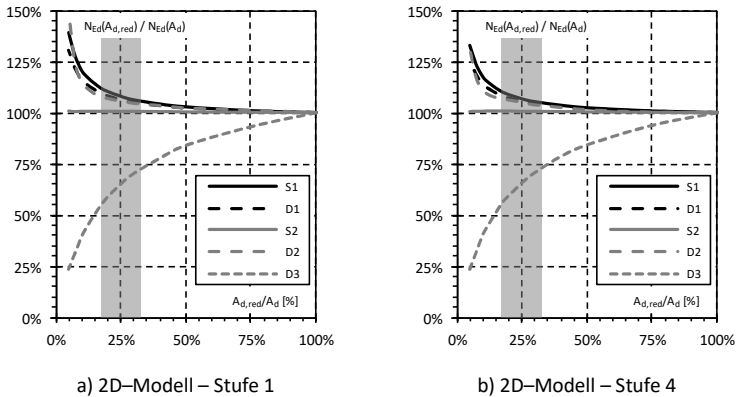 N_Ed(A_d,red) / N_Ed(A_d)
150%
125%
100%
75%
50%
25%
0%
S1
D1
S2
D2
D3
A_d,red/A_d [%]
0% 25% 50% 75% 100%
a) 2D–Modell – Stufe 1
N_Ed(A_d,red) / N_Ed(A_d)
150%
125%
100%
75%
50%
25%
0%
S1
D1
S2
D2
D3
A_d,red/A_d [%]
0% 25% 50% 75% 100%
b) 2D–Modell – Stufe 4